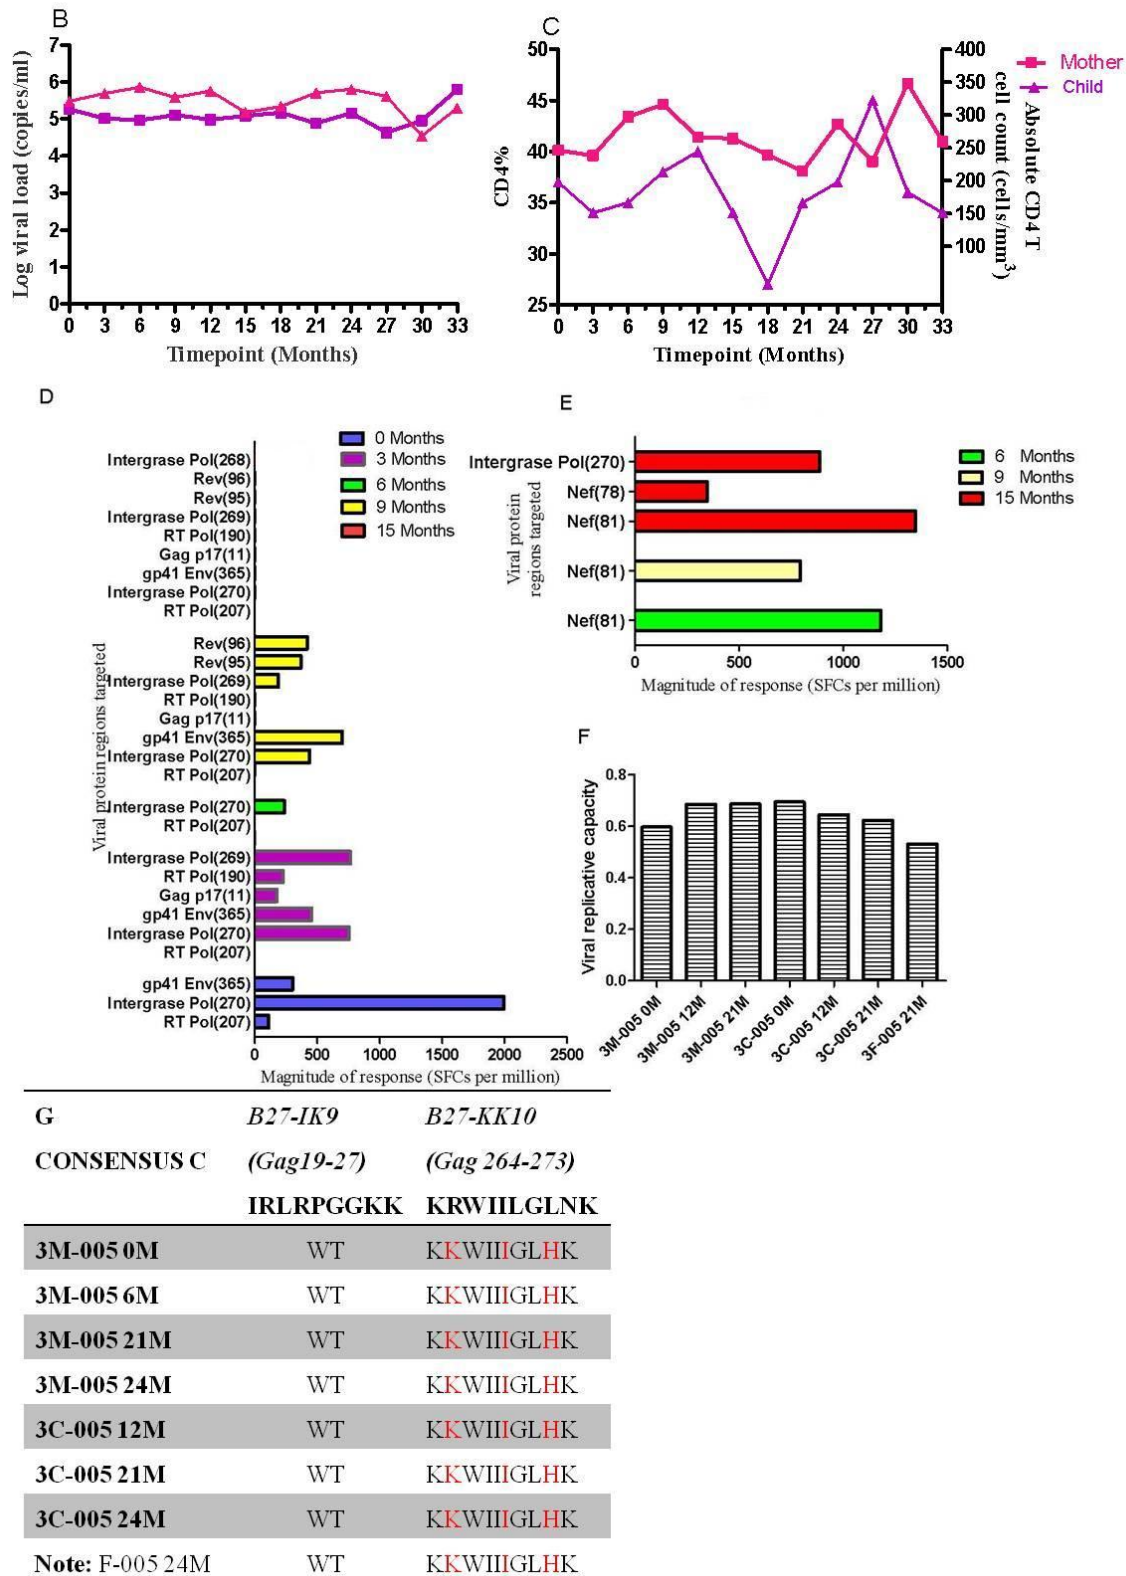 B
7
6
5
4
3
2
1
0
Log viral load (copies/ml)
0 3 6 9 12 15 18 21 24 27 30 33
Timepoint (Months)
C
50
45
40
35
30
25
CD4%
400
350
300
250
200
150
100
Absolute CD4 T
cell count (cells/mm3)
0 3 6 9 12 15 18 21 24 27 30 33
Timepoint (Months)
Mother
Child
D
0 Months
3 Months
6 Months
9 Months
15 Months
Viral protein regions targeted
Intergrase Pol(268)
Rev(96)
Rev(95)
Intergrase Pol(269)
RT Pol(190)
Gag p17(11)
gp41 Env(365)
Intergrase Pol(270)
RT Pol(207)
Rev(96)
Rev(95)
Intergrase Pol(269)
RT Pol(190)
Gag p17(11)
gp41 Env(365)
Intergrase Pol(270)
RT Pol(207)
Intergrase Pol(270)
RT Pol(207)
Intergrase Pol(269)
RT Pol(190)
Gag p17(11)
gp41 Env(365)
Intergrase Pol(270)
RT Pol(207)
gp41 Env(365)
Intergrase Pol(270)
RT Pol(207)
0 500 1000 1500 2000 2500
Magnitude of response (SFCs per million)
E
Intergrase Pol(270)
Nef(78)
Nef(81)
Nef(81)
Nef(81)
Viral protein
regions targeted
6 Months
9 Months
15 Months
0 500 1000 1500
Magnitude of response (SFCs per million)
F
0.8
0.6
0.4
0.2
0.0
Viral replicative capacity
3M-005 0M
3M-005 12M
3M-005 21M
3C-005 0M
3C-005 12M
3C-005 21M
3F-005 21M
G B27-IK9 B27-KK10
CONSENSUS C (Gag19-27) (Gag 264-273)
IRLRPGGKK KRWIILGLNK
3M-005 0M WT KKWIIIGLHK
3M-005 6M WT KKWIIIGLHK
3M-005 21M WT KKWIIIGLHK
3M-005 24M WT KKWIIIGLHK
3C-005 12M WT KKWIIIGLHK
3C-005 21M WT KKWIIIGLHK
3C-005 24M WT KKWIIIGLHK
Note: F-005 24M WT KKWIIIGLHK